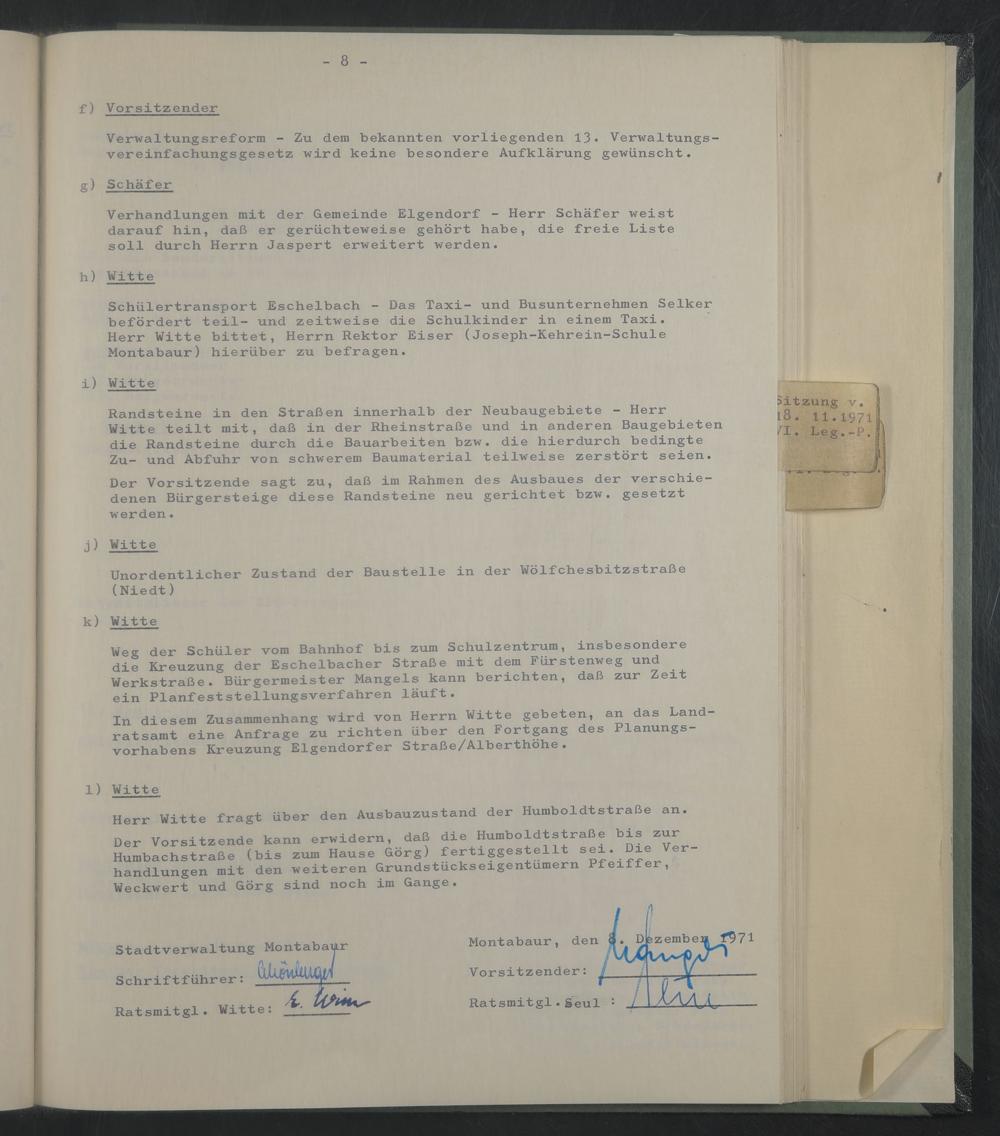 - 8 -
f) Vorsitzender
Verwaltungsreform - Zu dem bekannten vorliegenden 13. Verwaltungs-
vereinfachungsgesetz wird keine besondere Aufklärung gewünscht.
g) Schäfer
Verhandlungen mit der Gemeinde Elgendorf - Herr Schäfer weist
darauf hin, daß er gerüchteweise gehört habe, die freie Liste
soll durch Herrn Jaspert erweitert werden.
h) Witte
Schülertransport Eschelbach - Das Taxi- und Busunternehmen Selker
befördert teil- und zeitweise die Schulkinder in einem Taxi.
Herr Witte bittet, Herrn Rektor Eiser (Joseph-Kehrein-Schule
Montabaur) hierüber zu befragen.
i) Witte
Randsteine in den Straßen innerhalb der Neubaugebiete - Herr
Witte teilt mit, daß in der Rheinstraße und in anderen Baugebieten
die Randsteine durch die Bauarbeiten bzw. die hierdurch bedingte
Zu- und Abfuhr von schwerem Baumaterial teilweise zerstört seien.
Der Vorsitzende sagt zu, daß im Rahmen des Ausbaues der verschie-
denen Bürgersteige diese Randsteine neu gerichtet bzw. gesetzt
werden.
j) Witte
Unordentlicher Zustand der Baustelle in der Wölfchesbitzstraße
(Niedt)
k) Witte
Weg der Schüler vom Bahnhof bis zum Schulzentrum, insbesondere
die Kreuzung der Eschelbacher Straße mit dem Fürstenweg und
Werkstraße. Bürgermeister Mangels kann berichten, daß zur Zeit
ein Planfeststellungsverfahren läuft.
In diesem Zusammenhang wird von Herrn Witte gebeten, an das Land-
ratsamt eine Anfrage zu richten über den Fortgang des Planungs-
vorhabens Kreuzung Elgendorfer Straße/Alberthöhe.
l) Witte
Herr Witte fragt über den Ausbauzustand der Humboldtstraße an.
Der Vorsitzende kann erwidern, daß die Humboldtstraße bis zur
Humbachstraße (bis zum Hause Görg) fertiggestellt sei. Die Ver-
handlungen mit den weiteren Grundstückseigentümern Pfeiffer,
Weckwert und Görg sind noch im Gange.
Stadtverwaltung Montabaur
Schriftführer:
Ratsmitgl. Witte:
Montabaur, den 8. Dezember 1971
Vorsitzender:
Ratsmitgl. Seul :
Sitzung v.
18. 11.1971
VI. Leg.-P.